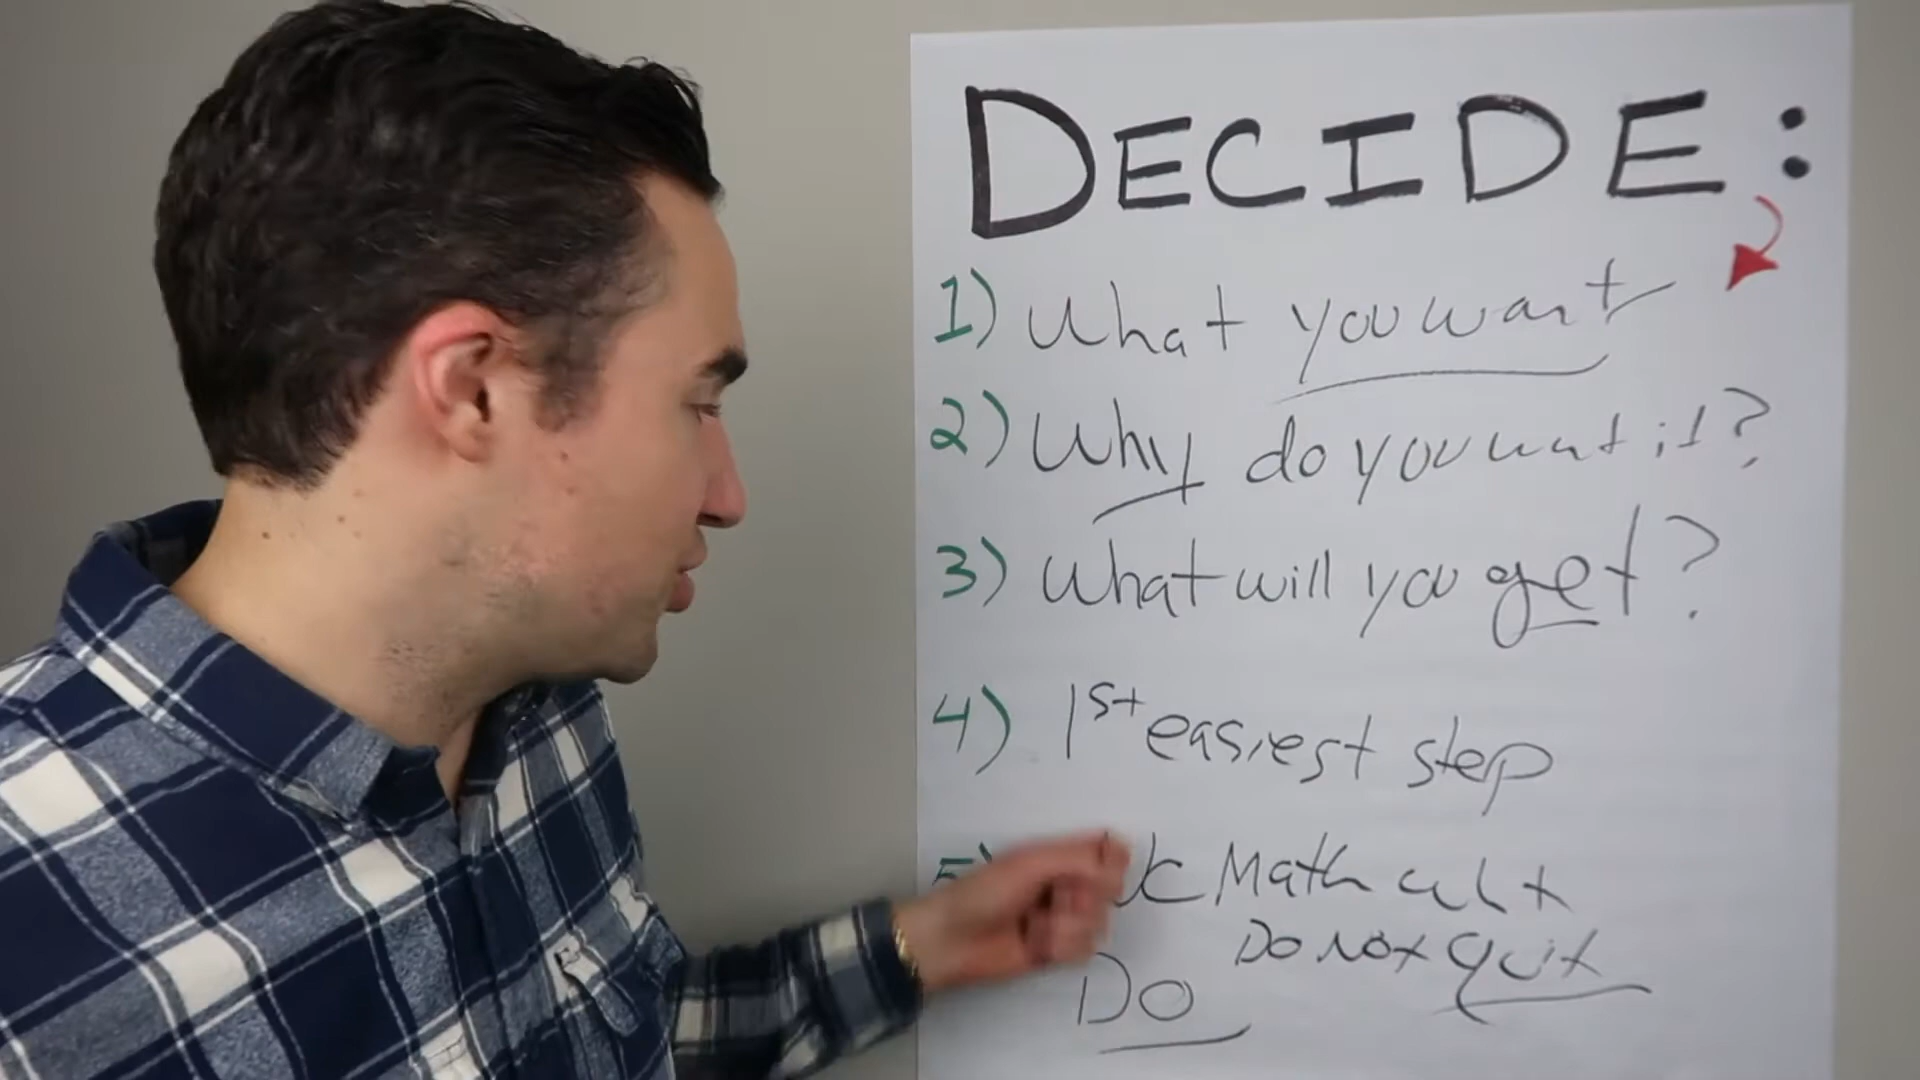 DECIDE:
1) What you want
2) Why do you want it?
3) What will you get?
4) 1st easiest step
5) Math
Do Not quit
Do